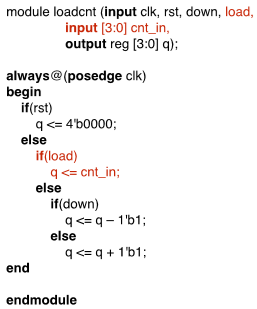 module loadcnt (input clk, rst, down, load,
input [3:0] cnt_in,
output reg [3:0] q);
always@(posedge clk)
begin
if(rst)
q <= 4'b0000;
else
if(load)
q <= cnt_in;
else
if(down)
q <= q – 1'b1;
else
q <= q + 1'b1;
end
endmodule